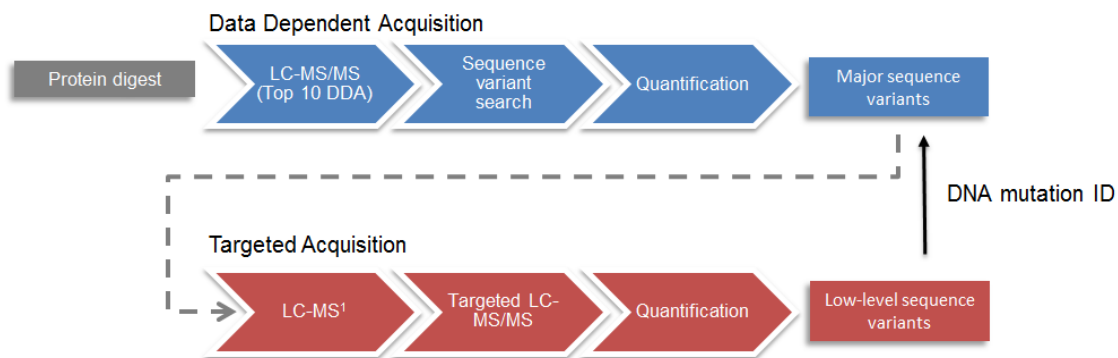 Data Dependent Acquisition
Protein digest
LC-MS/MS
(Top 10 DDA)
Sequence
variant
search
Quantification
Major sequence
variants
DNA mutation ID
Targeted Acquisition
LC-MS¹
Targeted LC-
MS/MS
Quantification
Low-level sequence
variants